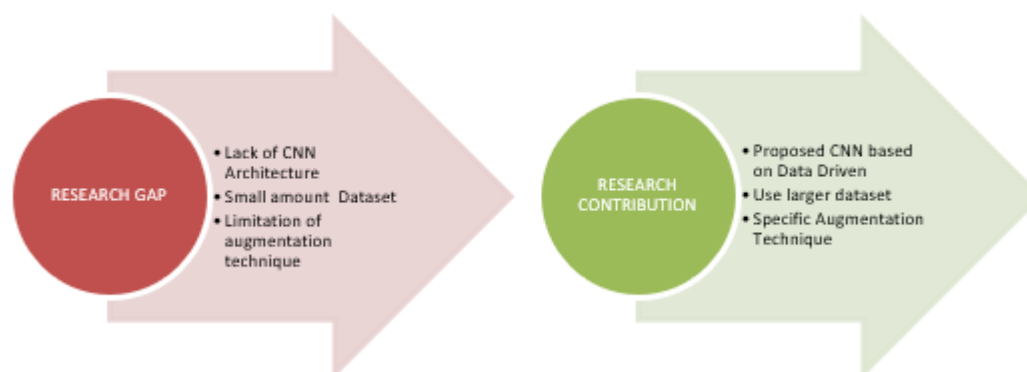 RESEARCH GAP
• Lack of CNN
Architecture
• Small amount Dataset
• Limitation of
augmentation
technique
RESEARCH
CONTRIBUTION
• Proposed CNN based
on Data Driven
• Use larger dataset
• Specific Augmentation
Technique